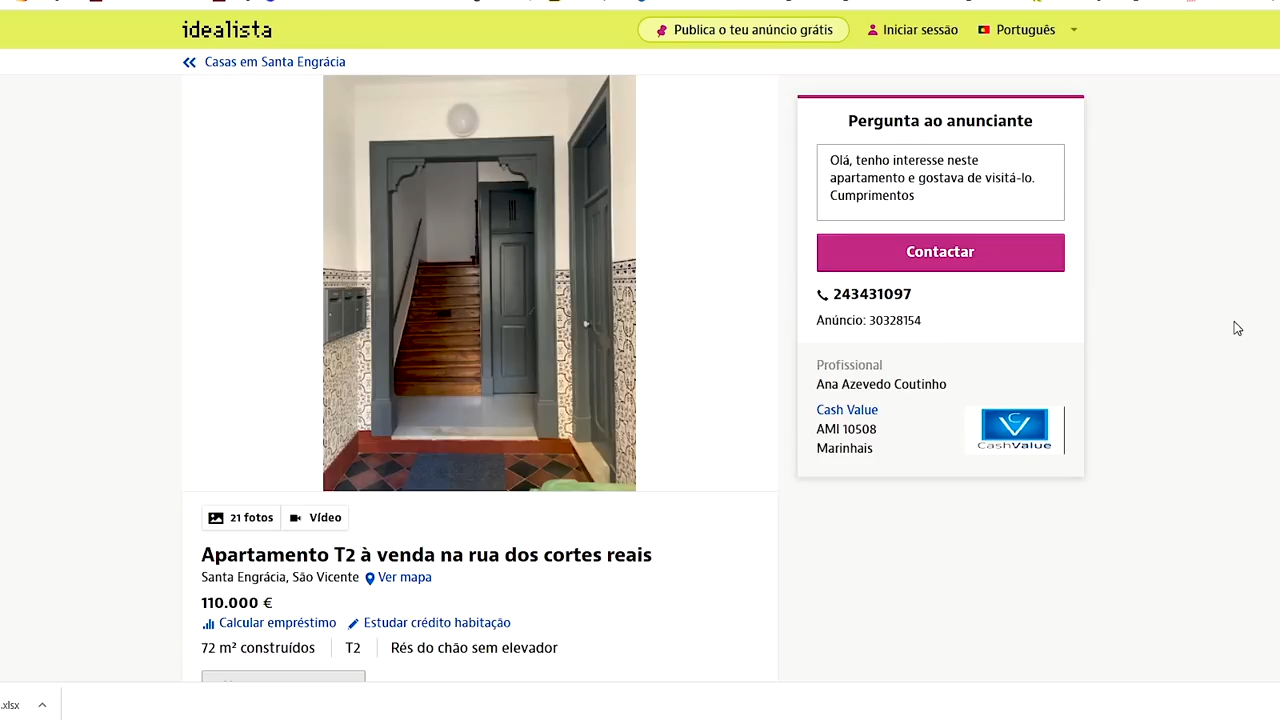 idealista
Publica o teu anúncio grátis
Iniciar sessão
Português
Casas em Santa Engrácia
Pergunta ao anunciante
Olá, tenho interesse neste
apartamento e gostava de visitá-lo.
Cumprimentos
Contactar
243431097
Anúncio: 30328154
Profissional
Ana Azevedo Coutinho
Cash Value
AMI 10508
Marinhais
CV
CashValue
21 fotos
Vídeo
Apartamento T2 à venda na rua dos cortes reais
Santa Engrácia, São Vicente
Ver mapa
110.000 €
Calcular empréstimo
Estudar crédito habitação
72 m² construídos
T2
Rés do chão sem elevador
.xlsx